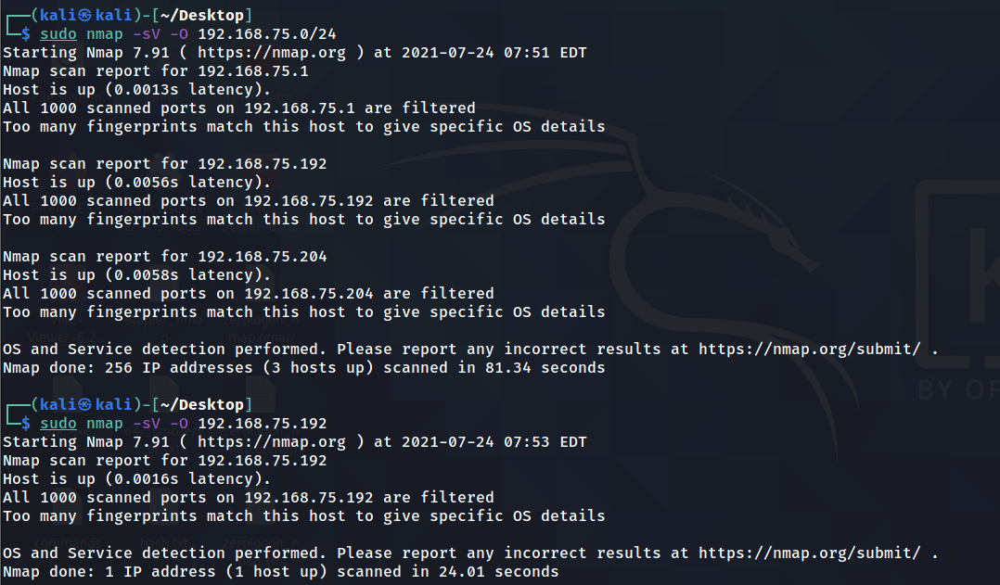 ┌──(kali㉿kali)-[~/Desktop]
└─$ sudo nmap -sV -O 192.168.75.0/24
Starting Nmap 7.91 ( https://nmap.org ) at 2021-07-24 07:51 EDT
Nmap scan report for 192.168.75.1
Host is up (0.0013s latency).
All 1000 scanned ports on 192.168.75.1 are filtered
Too many fingerprints match this host to give specific OS details

Nmap scan report for 192.168.75.192
Host is up (0.0056s latency).
All 1000 scanned ports on 192.168.75.192 are filtered
Too many fingerprints match this host to give specific OS details

Nmap scan report for 192.168.75.204
Host is up (0.0058s latency).
All 1000 scanned ports on 192.168.75.204 are filtered
Too many fingerprints match this host to give specific OS details

OS and Service detection performed. Please report any incorrect results at https://nmap.org/submit/ .
Nmap done: 256 IP addresses (3 hosts up) scanned in 81.34 seconds

┌──(kali㉿kali)-[~/Desktop]
└─$ sudo nmap -sV -O 192.168.75.192
Starting Nmap 7.91 ( https://nmap.org ) at 2021-07-24 07:53 EDT
Nmap scan report for 192.168.75.192
Host is up (0.0016s latency).
All 1000 scanned ports on 192.168.75.192 are filtered
Too many fingerprints match this host to give specific OS details

OS and Service detection performed. Please report any incorrect results at https://nmap.org/submit/ .
Nmap done: 1 IP address (1 host up) scanned in 24.01 seconds
K
BY OF
commands